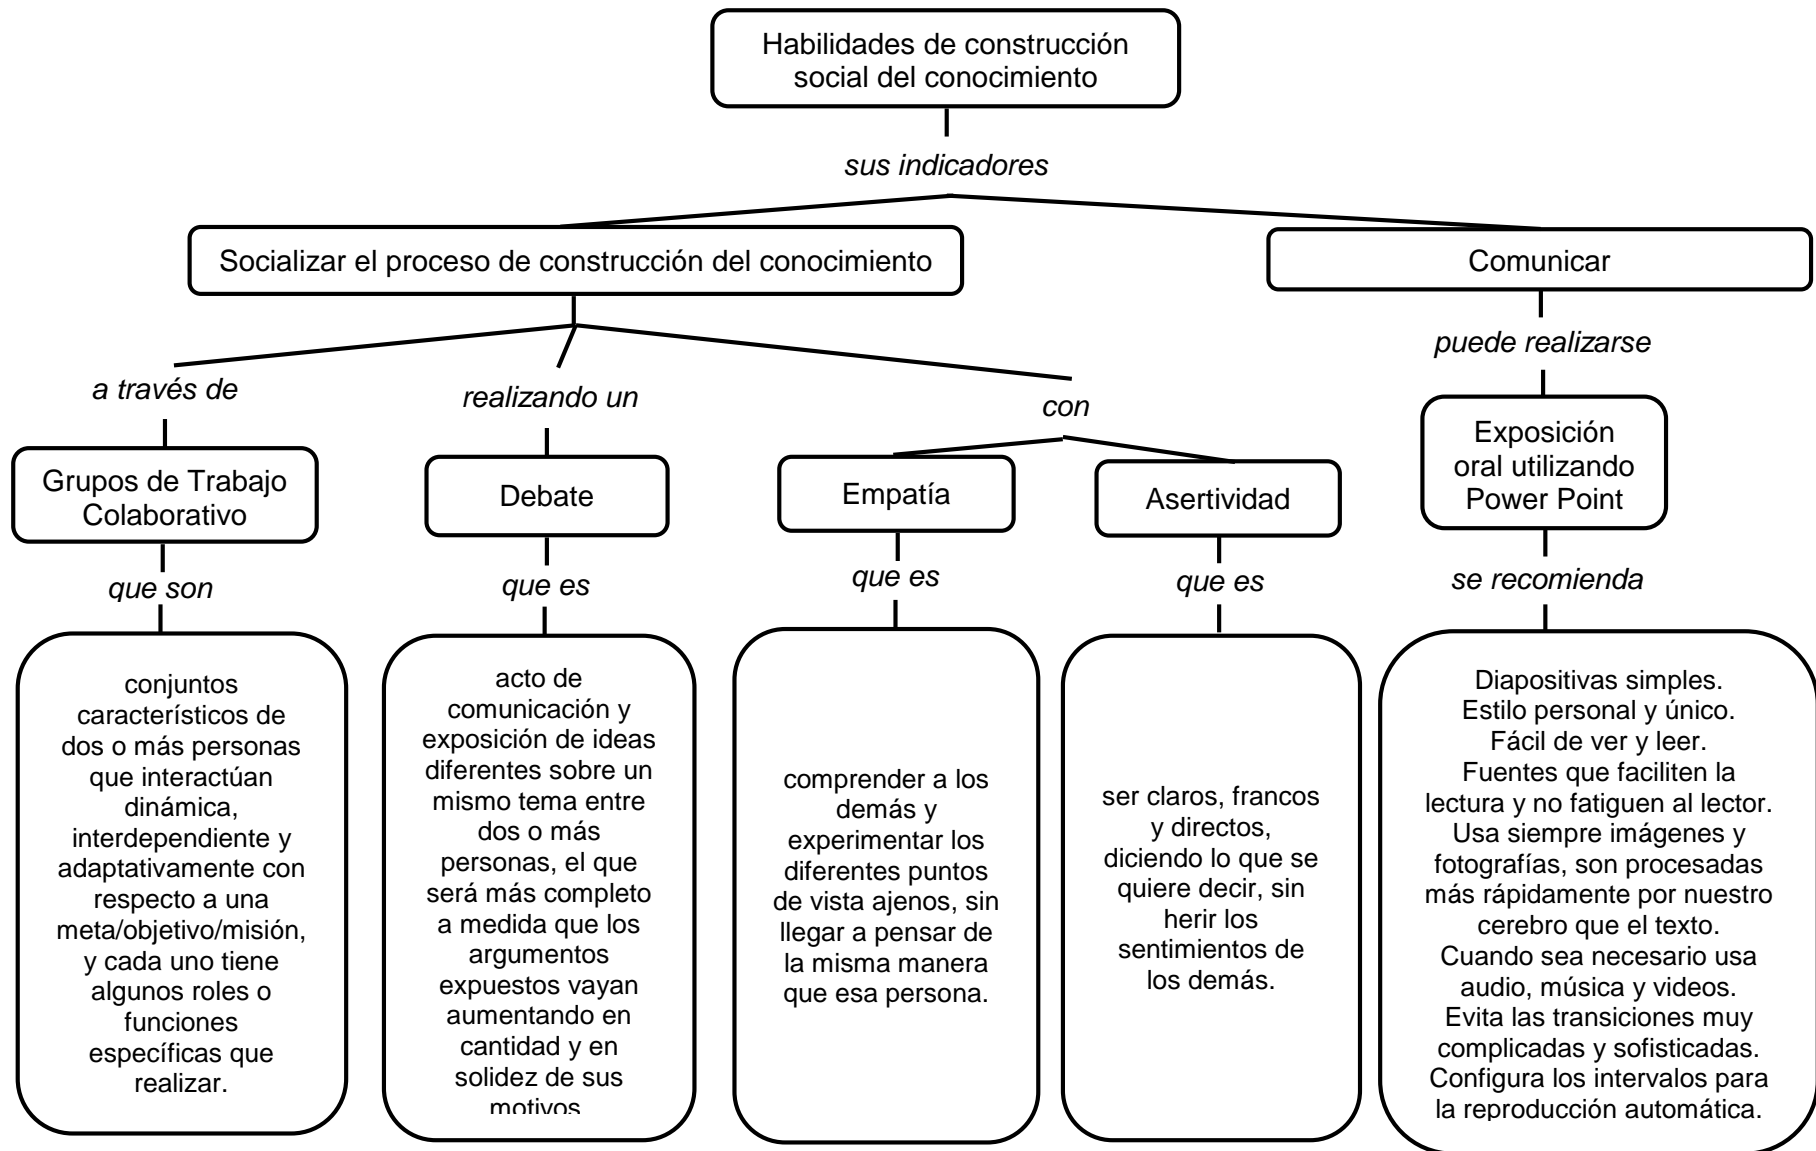 Habilidades de construcción
social del conocimiento
sus indicadores
Socializar el proceso de construcción del conocimiento
Comunicar
a través de
realizando un
con
puede realizarse
Grupos de Trabajo
Colaborativo
Debate
Empatía
Asertividad
Exposición
oral utilizando
Power Point
que son
que es
que es
que es
se recomienda
conjuntos
característicos de
dos o más personas
que interactúan
dinámica,
interdependiente y
adaptativamente con
respecto a una
meta/objetivo/misión,
y cada uno tiene
algunos roles o
funciones
específicas que
realizar.
acto de
comunicación y
exposición de ideas
diferentes sobre un
mismo tema entre
dos o más
personas, el que
será más completo
a medida que los
argumentos
expuestos vayan
aumentando en
cantidad y en
solidez de sus
motivos
comprender a los
demás y
experimentar los
diferentes puntos
de vista ajenos, sin
llegar a pensar de
la misma manera
que esa persona.
ser claros, francos
y directos,
diciendo lo que se
quiere decir, sin
herir los
sentimientos de
los demás.
Diapositivas simples.
Estilo personal y único.
Fácil de ver y leer.
Fuentes que faciliten la
lectura y no fatiguen al lector.
Usa siempre imágenes y
fotografías, son procesadas
más rápidamente por nuestro
cerebro que el texto.
Cuando sea necesario usa
audio, música y videos.
Evita las transiciones muy
complicadas y sofisticadas.
Configura los intervalos para
la reproducción automática.